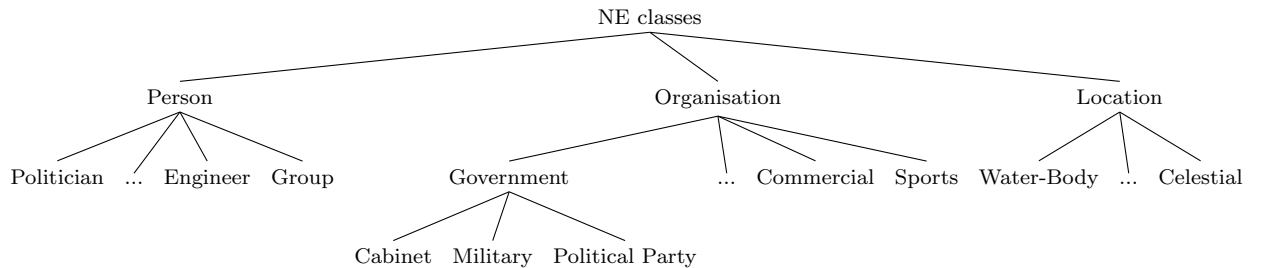 NE classes
Person Organisation Location
Politician ... Engineer Group Government ... Commercial Sports Water-Body ... Celestial
Cabinet Military Political Party